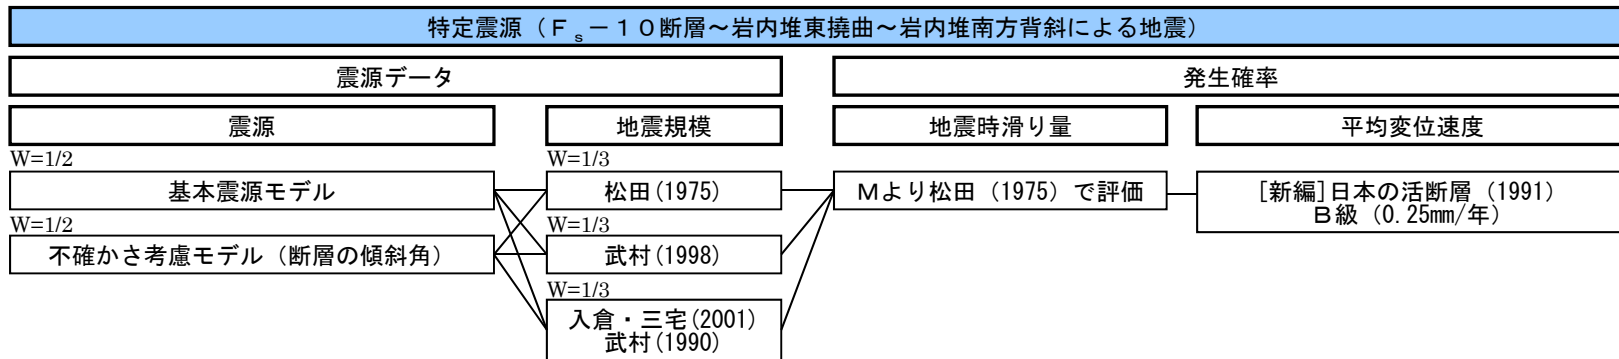 特定震源（Ｆｓ－１０断層～岩内堆東撓曲～岩内堆南方背斜による地震）
震源データ
発生確率
震源
地震規模
地震時滑り量
平均変位速度
W=1/2
W=1/3
基本震源モデル
松田(1975)
Ｍより松田（1975）で評価
[新編]日本の活断層（1991）
Ｂ級（0.25mm/年）
W=1/2
W=1/3
不確かさ考慮モデル（断層の傾斜角）
武村(1998)
W=1/3
入倉・三宅(2001)
武村(1990)